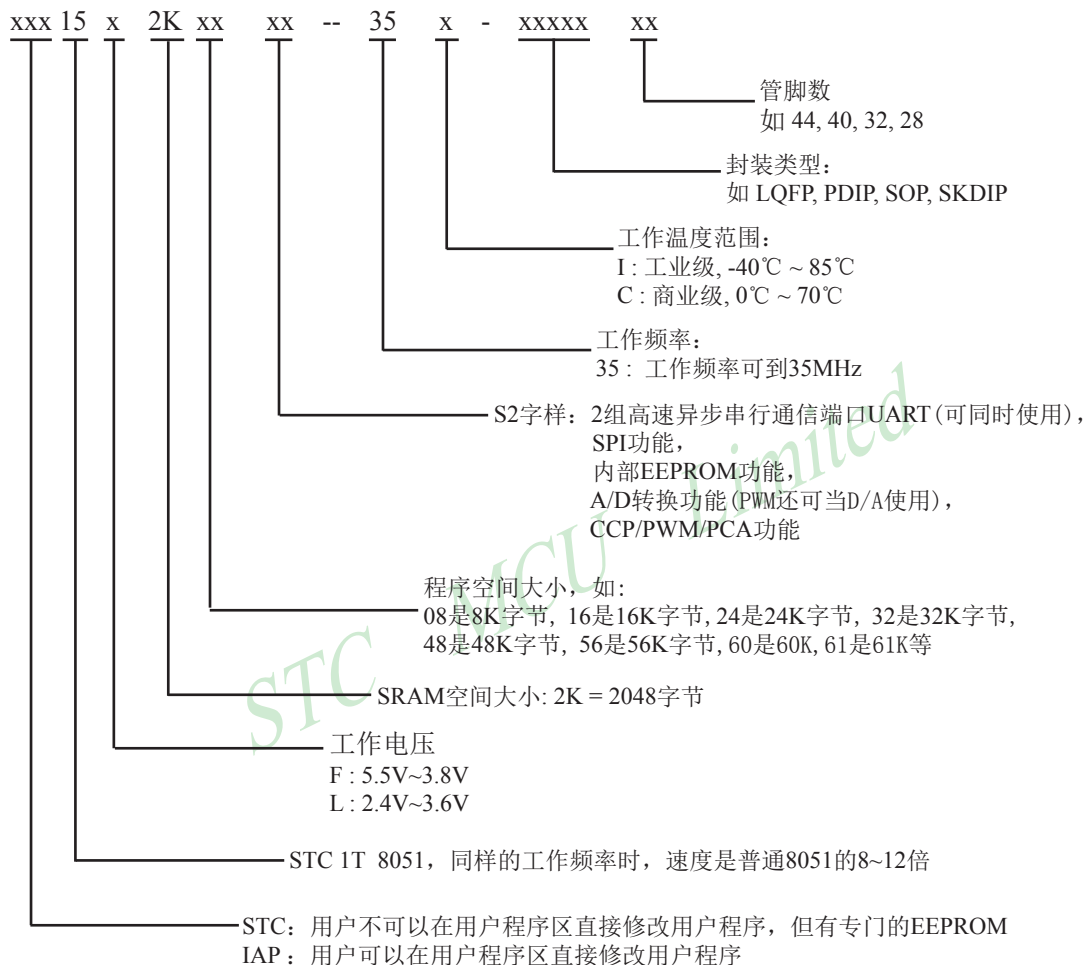 xxx 15 x 2K xx xx -- 35 x - xxxxx xx
管脚数
如 44, 40, 32, 28
封装类型：
如 LQFP, PDIP, SOP, SKDIP
工作温度范围：
I : 工业级, -40℃ ~ 85℃
C : 商业级, 0℃ ~ 70℃
工作频率：
35 : 工作频率可到35MHz
S2字样：2组高速异步串行通信端口UART(可同时使用)，
SPI功能，
内部EEPROM功能，
A/D转换功能(PWM还可当D/A使用)，
CCP/PWM/PCA功能
程序空间大小，如:
08是8K字节, 16是16K字节, 24是24K字节, 32是32K字节,
48是48K字节, 56是56K字节, 60是60K, 61是61K等
SRAM空间大小: 2K = 2048字节
工作电压
F : 5.5V~3.8V
L : 2.4V~3.6V
STC 1T 8051，同样的工作频率时，速度是普通8051的8~12倍
STC：用户不可以在用户程序区直接修改用户程序，但有专门的EEPROM
IAP：用户可以在用户程序区直接修改用户程序
STC MCU Limited